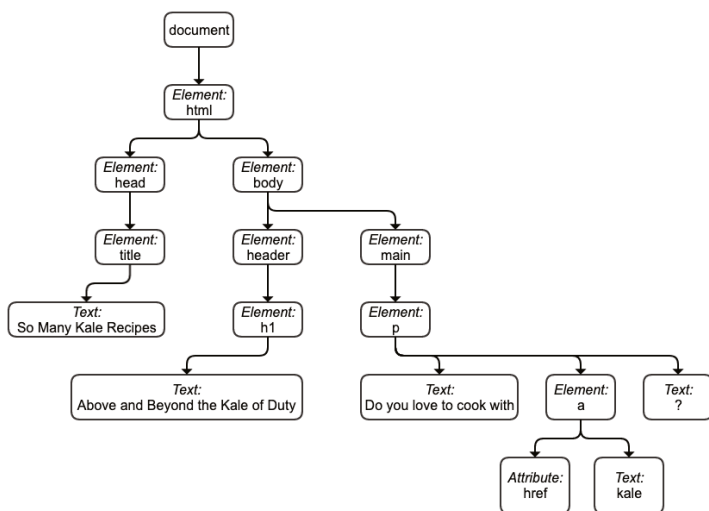 document
Element:
html
Element:
head
Element:
body
Element:
title
Element:
header
Element:
main
Text:
So Many Kale Recipes
Element:
h1
Element:
p
Text:
Above and Beyond the Kale of Duty
Text:
Do you love to cook with
Element:
a
Text:
?
Attribute:
href
Text:
kale